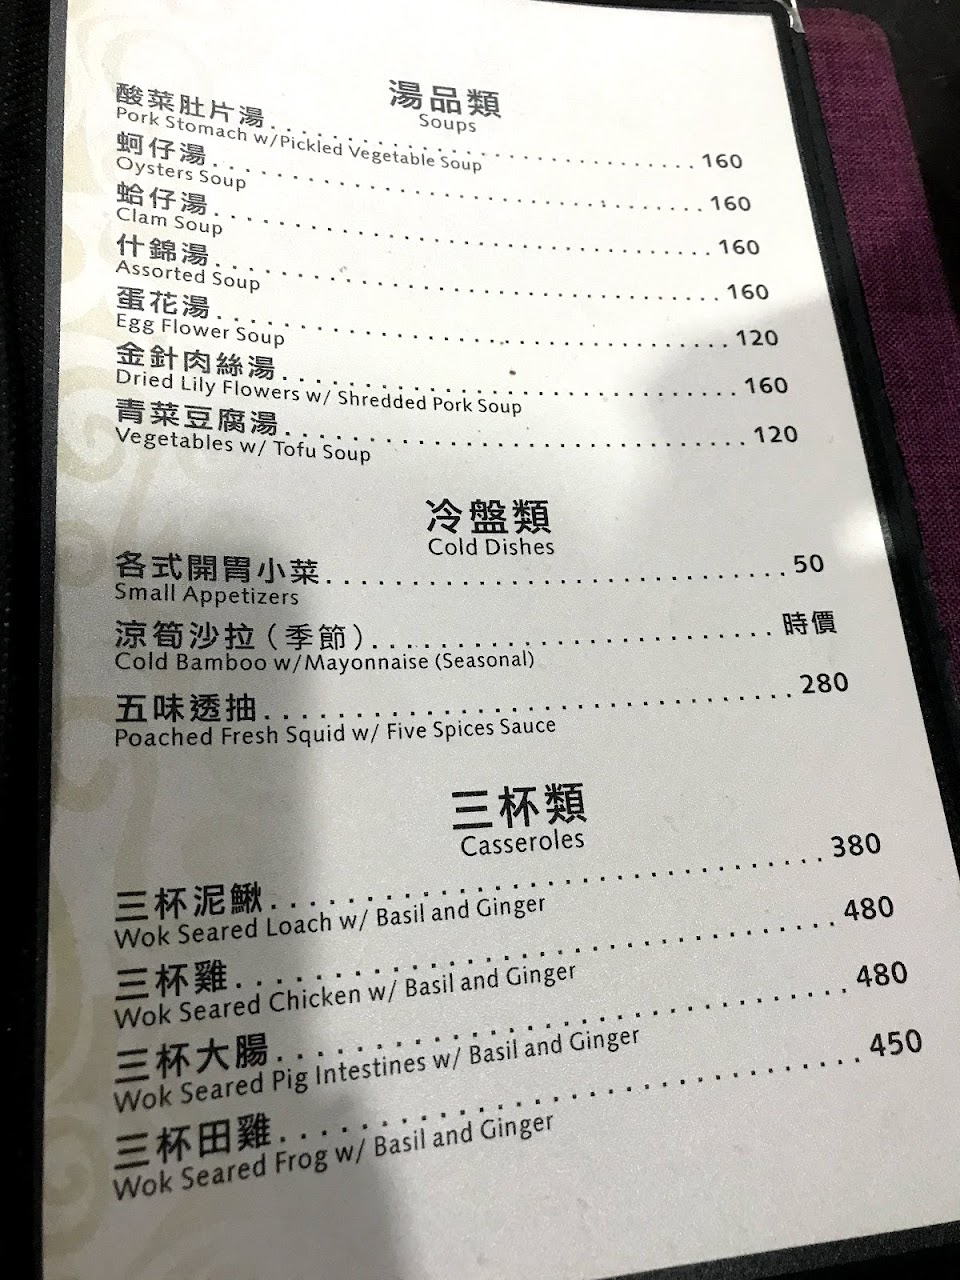 湯品類
Soups
酸菜肚片湯............................160
Pork Stomach w/Pickled Vegetable Soup
蚵仔湯............................160
Oysters Soup
蛤仔湯............................160
Clam Soup
什錦湯............................160
Assorted Soup
蛋花湯............................120
Egg Flower Soup
金針肉絲湯............................160
Dried Lily Flowers w/ Shredded Pork Soup
青菜豆腐湯............................120
Vegetables w/ Tofu Soup
冷盤類
Cold Dishes
各式開胃小菜............................50
Small Appetizers
涼筍沙拉(季節)............................時價
Cold Bamboo w/Mayonnaise (Seasonal)
五味透抽............................280
Poached Fresh Squid w/ Five Spices Sauce
三杯類
Casseroles
三杯泥鰍............................380
Wok Seared Loach w/ Basil and Ginger
三杯雞............................480
Wok Seared Chicken w/ Basil and Ginger
三杯大腸............................480
Wok Seared Pig Intestines w/ Basil and Ginger
三杯田雞............................450
Wok Seared Frog w/ Basil and Ginger